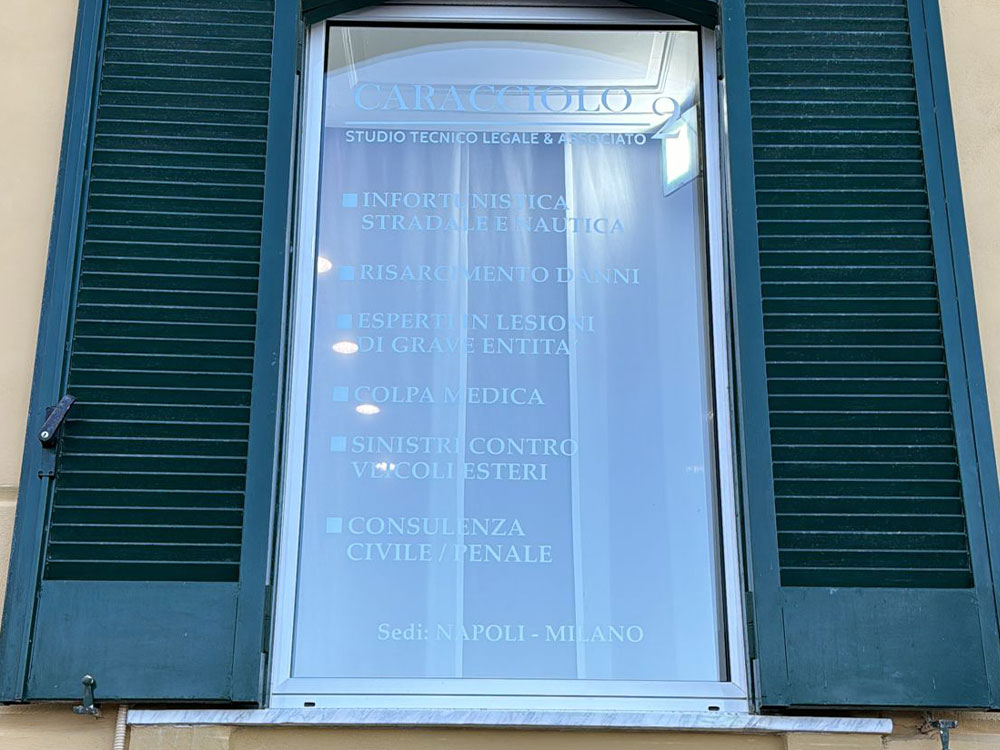 CARACCIOLO 2
STUDIO TECNICO LEGALE & ASSOCIATO
INFORTUNISTICA
STRADALE E NAUTICA
RISARCIMENTO DANNI
ESPERTI IN LESIONI
DI GRAVE ENTITA'
COLPA MEDICA
SINISTRI CONTRO
VEICOLI ESTERI
CONSULENZA
CIVILE / PENALE
Sedi: NAPOLI - MILANO